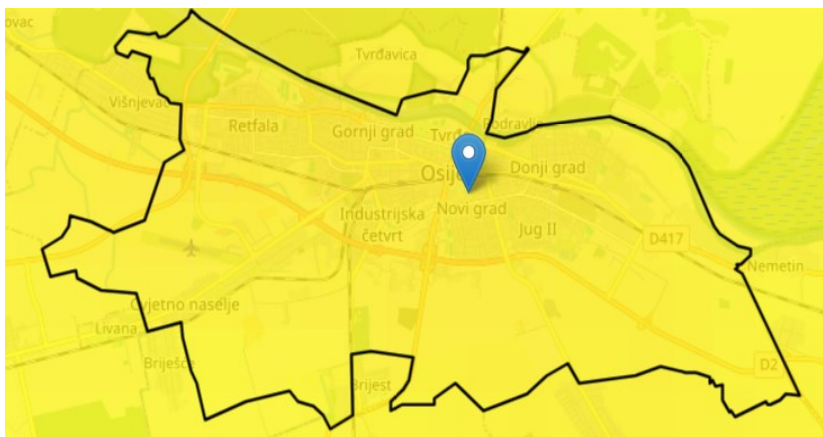 ovac
Tvrđavica
Višnjevac
Retfala
Gornji grad
Tvrđ
Podravlje
Osije
Donji grad
Industrijska
četvrt
Novi grad
Jug II
D417
Nemetin
Cvjetno naselje
Livana
Briješće
Brijest
D2